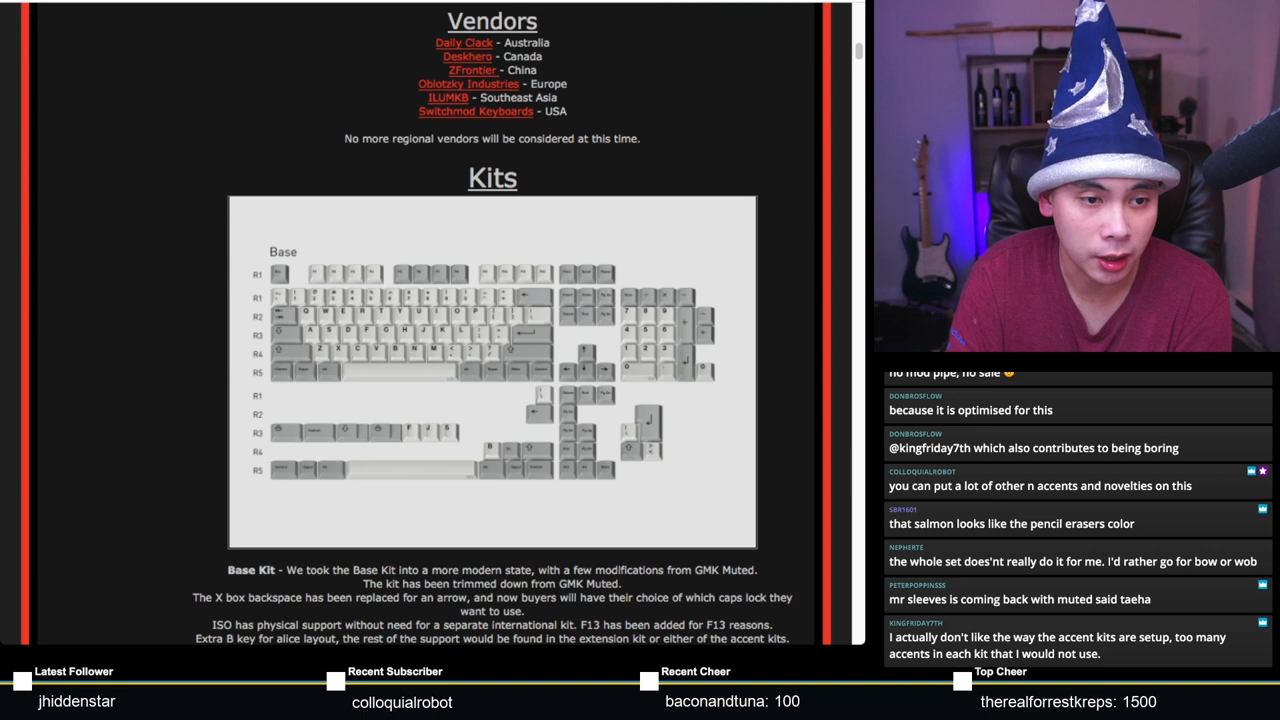 Vendors
Daily Clack - Australia
Deskhero - Canada
ZFrontier - China
Oblotzky Industries - Europe
ILUMKB - Southeast Asia
Switchmod Keyboards - USA
No more regional vendors will be considered at this time.
Kits
Base
R1
R1
R2
R3
R4
R5
R1
R2
R3
R4
R5
Base Kit - We took the Base Kit into a more modern state, with a few modifications from GMK Muted.
The kit has been trimmed down from GMK Muted.
The X box backspace has been replaced for an arrow, and now buyers will have their choice of which caps lock they
want to use.
ISO has physical support without need for a separate international kit. F13 has been added for F13 reasons.
Extra B key for alice layout, the rest of the support would be found in the extension kit or either of the accent kits.
no mod pipe, no sale
DONBROSFLOW
because it is optimised for this
DONBROSFLOW
@kingfriday7th which also contributes to being boring
COLLOQUIALROBOT
you can put a lot of other n accents and novelties on this
SBR1601
that salmon looks like the pencil erasers color
NEPHERTE
the whole set does'nt really do it for me. I'd rather go for bow or wob
PETERPOPPINSSS
mr sleeves is coming back with muted said taeha
KINGFRIDAY7TH
I actually don't like the way the accent kits are setup, too many
accents in each kit that I would not use.
Latest Follower
jhiddenstar
Recent Subscriber
colloquialrobot
Recent Cheer
baconandtuna: 100
Top Cheer
therealforrestkreps: 1500